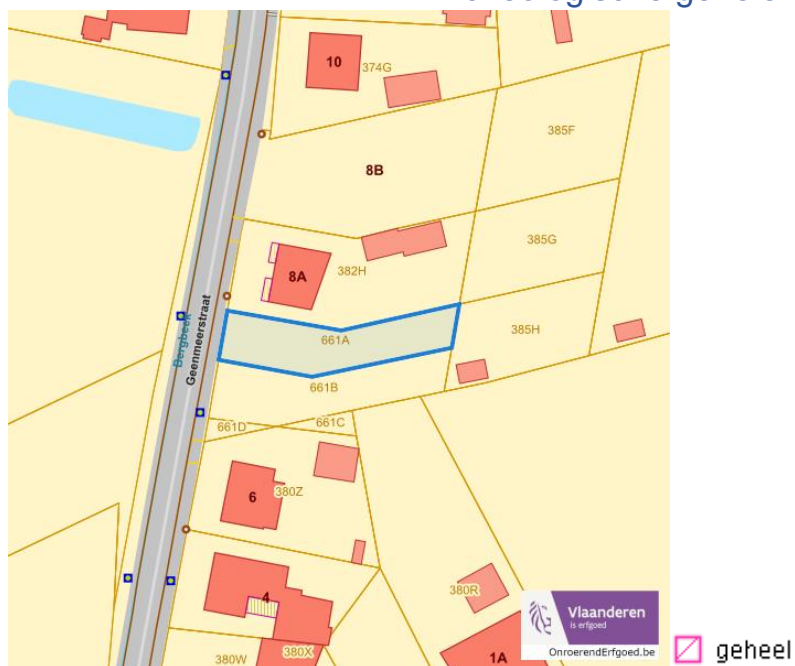 10
374G
385F
8B
385G
8A
382H
Bergbeek
Geenmeerstraat
661A
385H
661B
661D
661C
6
380Z
4
380R
Vlaanderen
is erfgoed
OnroerendErfgoed.be
geheel
380W
380X
1A